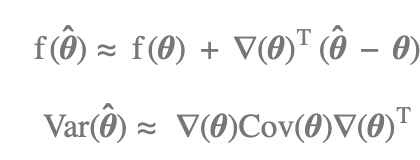 f(θ̂) ≈ f(θ) + ∇(θ)ᵀ(θ̂ − θ)
Var(θ̂) ≈ ∇(θ)Cov(θ)∇(θ)ᵀ